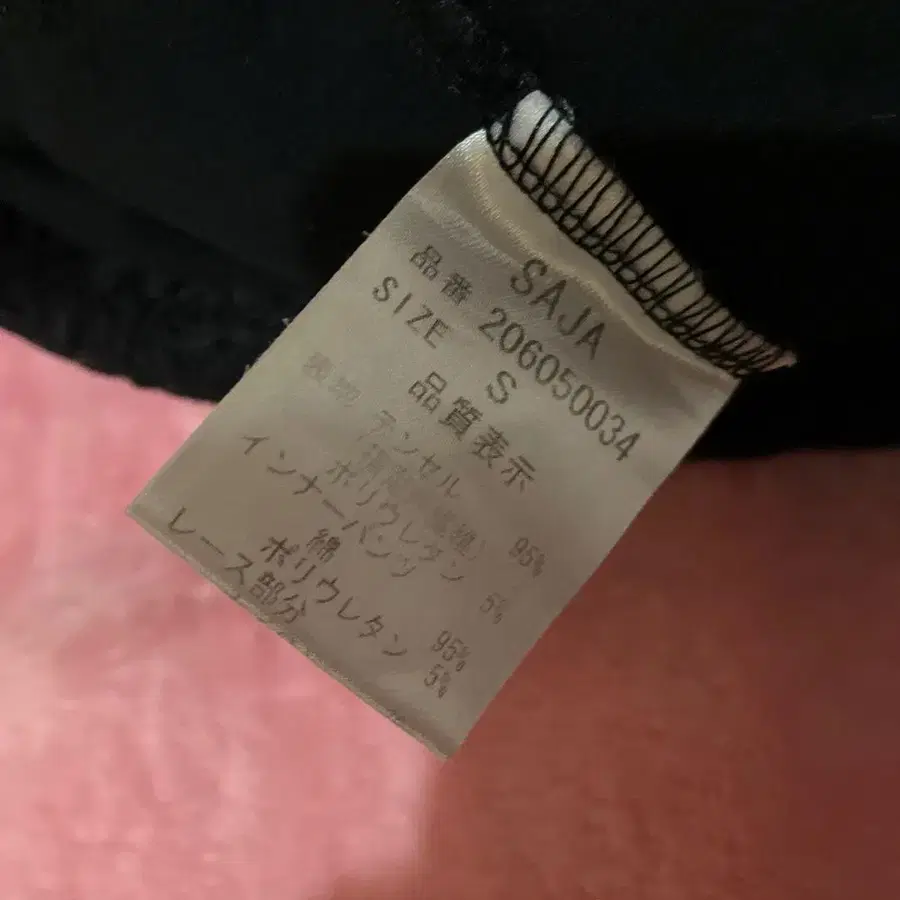 SAJA
品番 206050034
SIZE S
品質表示
表地 テンセル
95%
ポリウレタン 5%
インナーパンツ
綿 95%
ポリウレタン 5%
レース部分